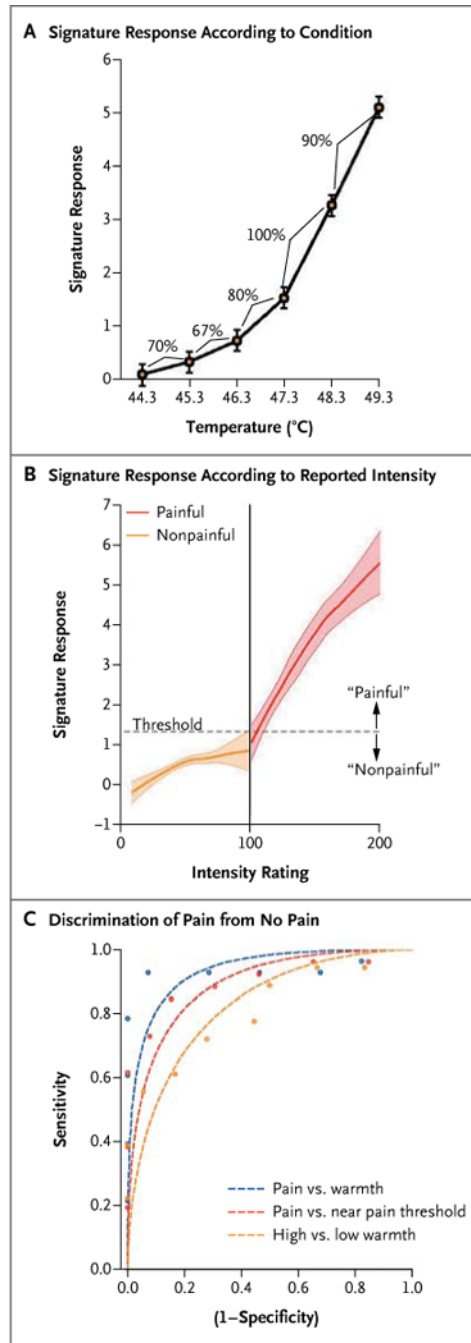 A Signature Response According to Condition
Signature Response
6
5
4
3
2
1
0
90%
100%
80%
67%
70%
44.3 45.3 46.3 47.3 48.3 49.3
Temperature (°C)
B Signature Response According to Reported Intensity
Signature Response
7
6
5
4
3
2
1
0
−1
Painful
Nonpainful
Threshold
"Painful"
"Nonpainful"
0 100 200
Intensity Rating
C Discrimination of Pain from No Pain
Sensitivity
1.0
0.8
0.6
0.4
0.2
0.0
Pain vs. warmth
Pain vs. near pain threshold
High vs. low warmth
0.0 0.2 0.4 0.6 0.8 1.0
(1−Specificity)